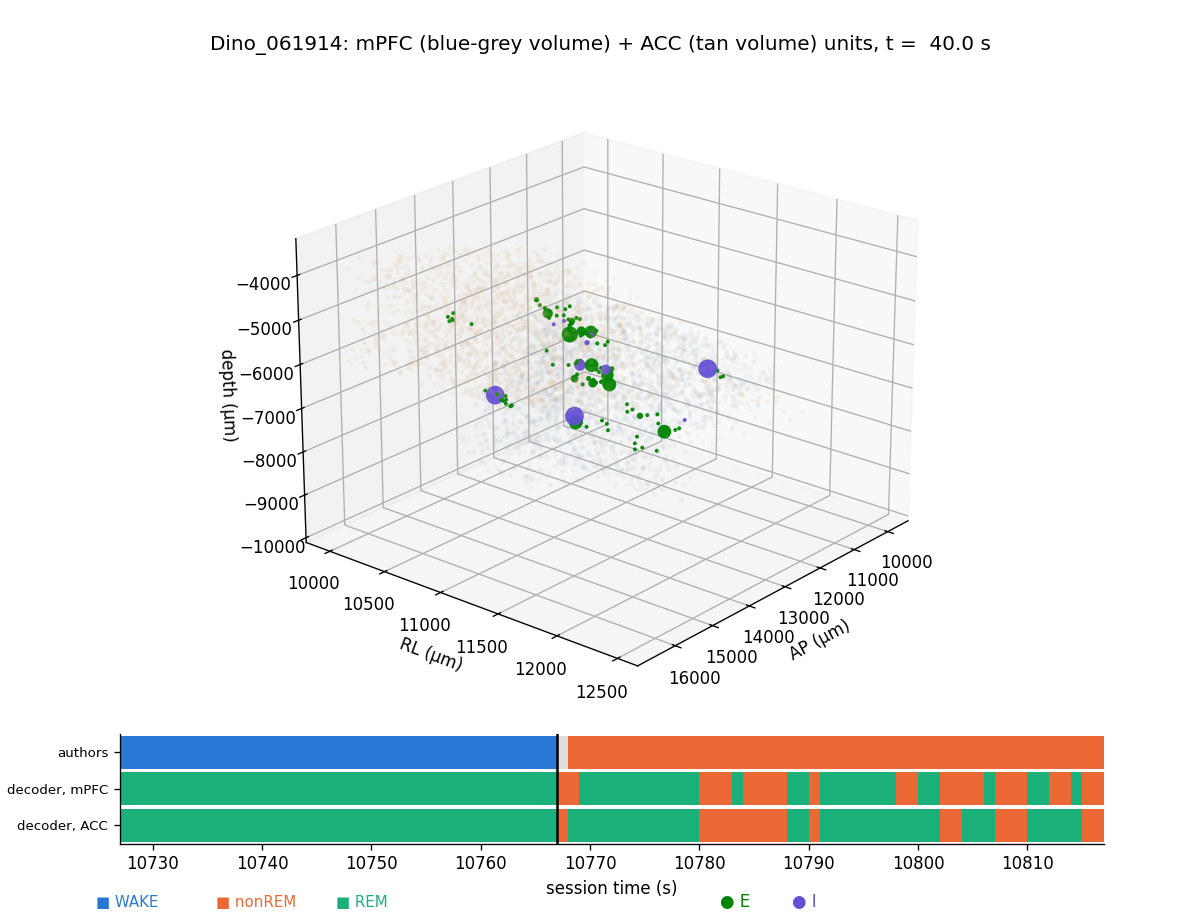 Dino_061914: mPFC (blue-grey volume) + ACC (tan volume) units, t =  40.0 s
−4000
−5000
−6000
−7000
−8000
−9000
−10000
depth (μm)
10000
10500
11000
11500
12000
12500
RL (μm)
10000
11000
12000
13000
14000
15000
16000
AP (μm)
authors
decoder, mPFC
decoder, ACC
10730 10740 10750 10760 10770 10780 10790 10800 10810
session time (s)
WAKE nonREM REM E I